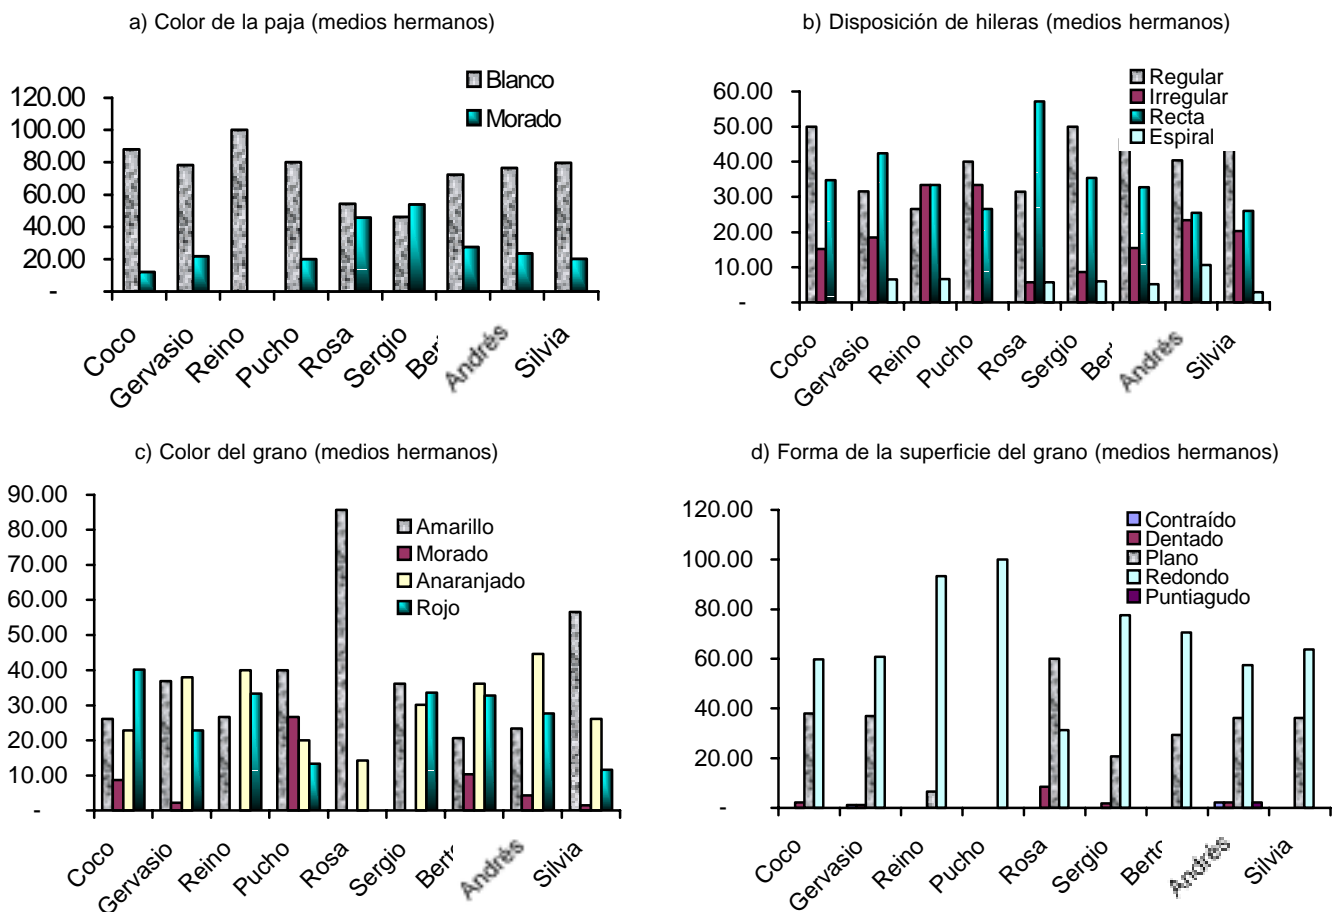 a) Color de la paja (medios hermanos)
Blanco
Morado
120.00
100.00
80.00
60.00
40.00
20.00
-
Coco
Gervasio
Reino
Pucho
Rosa
Sergio
Andrés
Silvia
b) Disposición de hileras (medios hermanos)
Regular
Irregular
Recta
Espiral
60.00
50.00
40.00
30.00
20.00
10.00
-
Coco
Gervasio
Reino
Pucho
Rosa
Sergio
Andrés
Silvia
c) Color del grano (medios hermanos)
Amarillo
Morado
Anaranjado
Rojo
90.00
80.00
70.00
60.00
50.00
40.00
30.00
20.00
10.00
-
Coco
Gervasio
Reino
Pucho
Rosa
Sergio
Andrés
Silvia
d) Forma de la superficie del grano (medios hermanos)
Contraído
Dentado
Plano
Redondo
Puntiagudo
120.00
100.00
80.00
60.00
40.00
20.00
-
Coco
Gervasio
Reino
Pucho
Rosa
Sergio
Andrés
Silvia